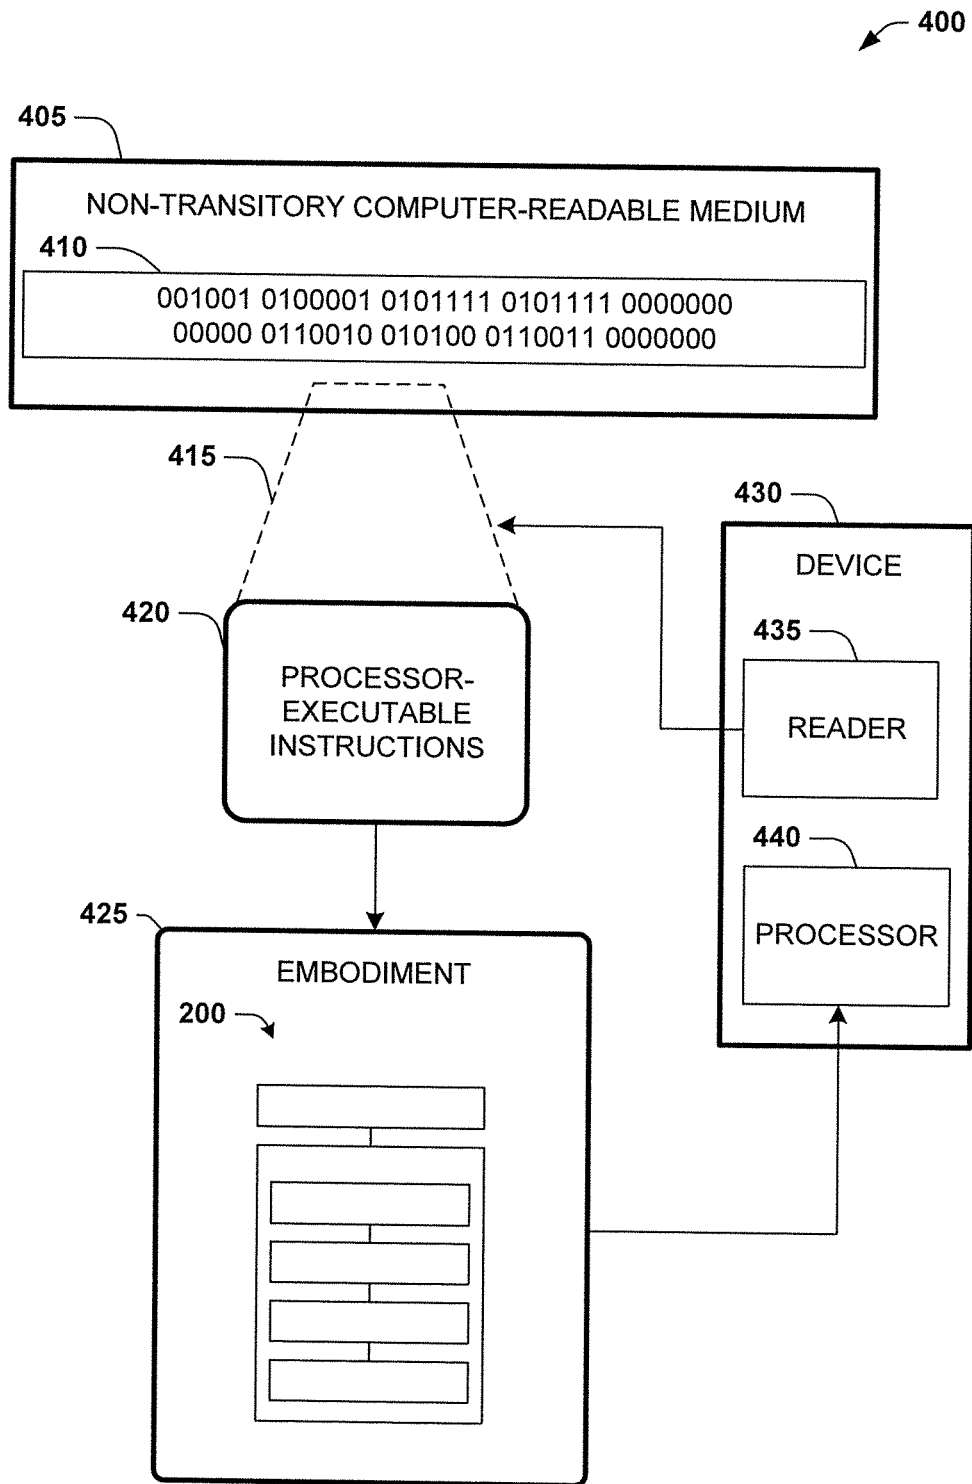 400
405
NON-TRANSITORY COMPUTER-READABLE MEDIUM
410
001001 0100001 0101111 0101111 0000000
00000 0110010 010100 0110011 0000000
415
420
PROCESSOR-
EXECUTABLE
INSTRUCTIONS
430
DEVICE
435
READER
440
PROCESSOR
425
EMBODIMENT
200